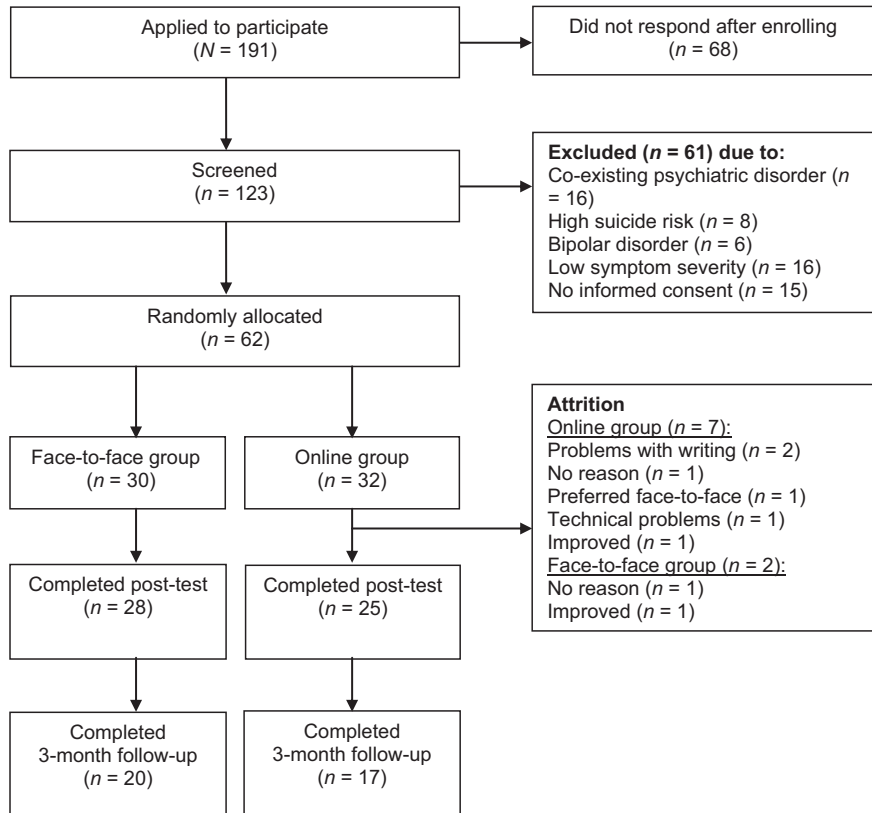 Applied to participate
(N = 191)
Did not respond after enrolling
(n = 68)
Screened
(n = 123)
Excluded (n = 61) due to:
Co-existing psychiatric disorder (n
= 16)
High suicide risk (n = 8)
Bipolar disorder (n = 6)
Low symptom severity (n = 16)
No informed consent (n = 15)
Randomly allocated
(n = 62)
Face-to-face group
(n = 30)
Online group
(n = 32)
Attrition
Online group (n = 7):
Problems with writing (n = 2)
No reason (n = 1)
Preferred face-to-face (n = 1)
Technical problems (n = 1)
Improved (n = 1)
Face-to-face group (n = 2):
No reason (n = 1)
Improved (n = 1)
Completed post-test
(n = 28)
Completed post-test
(n = 25)
Completed
3-month follow-up
(n = 20)
Completed
3-month follow-up
(n = 17)